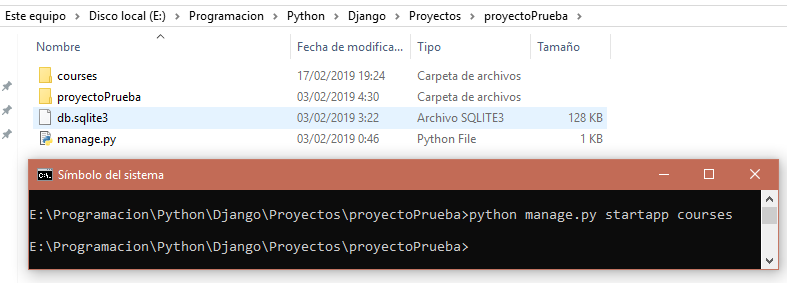 Este equipo > Disco local (E:) > Programacion > Python > Django > Proyectos > proyectoPrueba >
Nombre Fecha de modifica... Tipo Tamaño
courses 17/02/2019 19:24 Carpeta de archivos
proyectoPrueba 03/02/2019 4:30 Carpeta de archivos
db.sqlite3 03/02/2019 3:22 Archivo SQLITE3 128 KB
manage.py 03/02/2019 0:46 Python File 1 KB
C:\. Símbolo del sistema
E:\Programacion\Python\Django\Proyectos\proyectoPrueba>python manage.py startapp courses
E:\Programacion\Python\Django\Proyectos\proyectoPrueba>